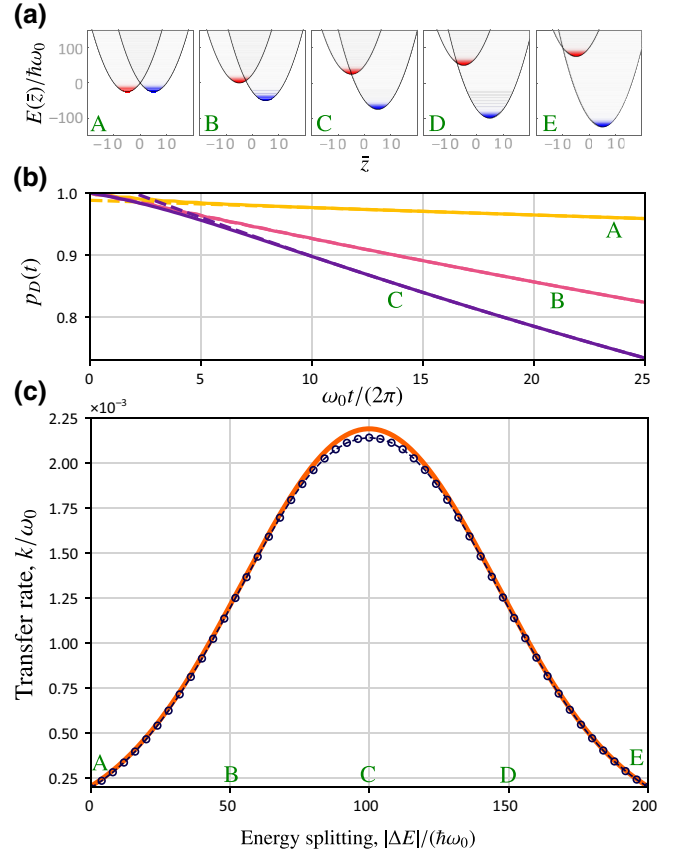 (a)
E(z̄)/ħω₀
100
0
−100
A
B
C
D
E
−10 0 10
−10 0 10
−10 0 10
−10 0 10
−10 0 10
z̄
(b)
p_D(t)
1.0
0.9
0.8
A
B
C
0 5 10 15 20 25
ω₀t/(2π)
(c)
×10⁻³
Transfer rate, k/ω₀
2.25
2.00
1.75
1.50
1.25
1.00
0.75
0.50
0.25
A
B
C
D
E
0 50 100 150 200
Energy splitting, |ΔE|/(ħω₀)